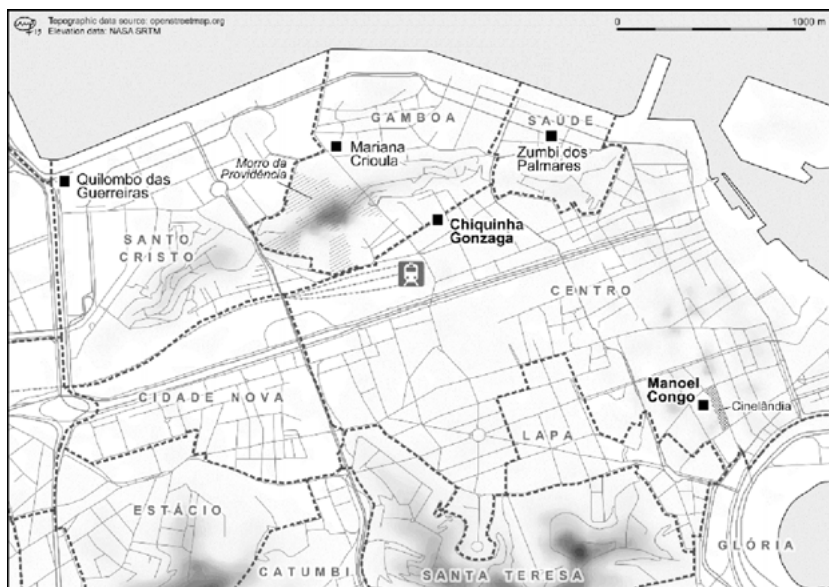 Topographic data source: openstreetmap.org
Elevation data: NASA SRTM
0 1000 m
GAMBOA
SAÚDE
Mariana
Crioula
Zumbi dos
Palmares
Morro da
Providência
Quilombo das
Guerreiras
Chiquinha
Gonzaga
SANTO
CRISTO
CENTRO
CIDADE NOVA
Manoel
Congo
Cinelândia
LAPA
ESTÁCIO
GLÓRIA
CATUMBI
SANTA TERESA